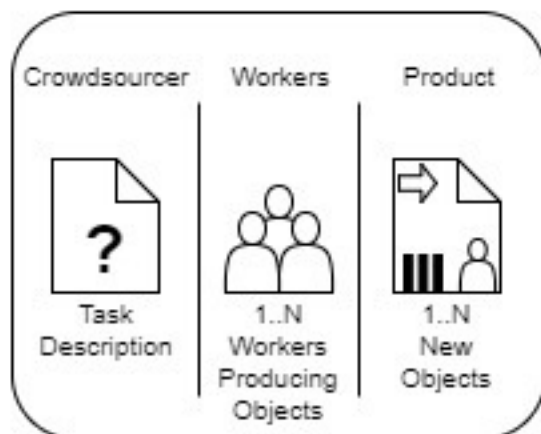 Crowdsourcer
Workers
Product
?
Task
Description
1..N
Workers
Producing
Objects
1..N
New
Objects